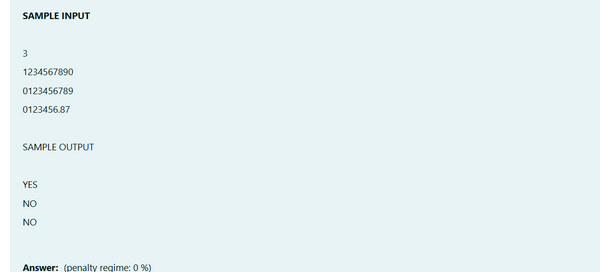 SAMPLE INPUT
3
1234567890
0123456789
0123456.87
SAMPLE OUTPUT
YES
NO
NO
Answer: (penalty regime: 0 %)